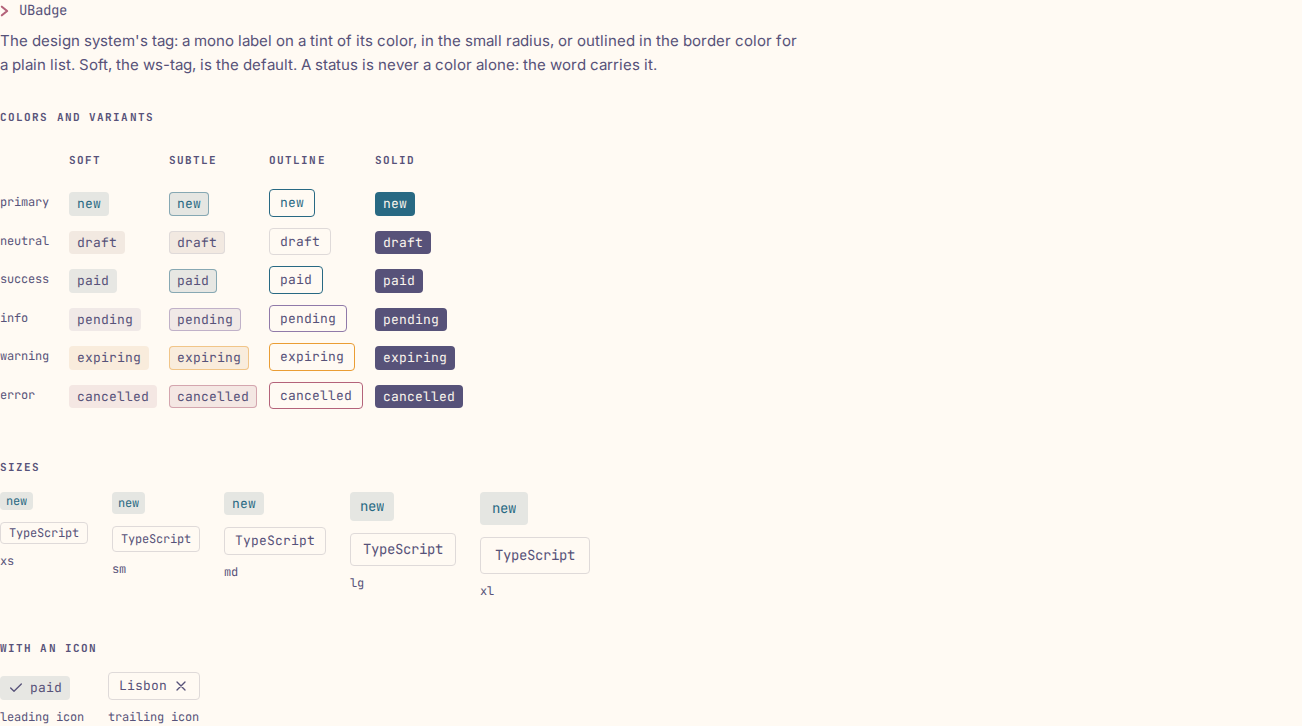 UBadge
The design system's tag: a mono label on a tint of its color, in the small radius, or outlined in the border color for
a plain list. Soft, the ws-tag, is the default. A status is never a color alone: the word carries it.
COLORS AND VARIANTS
SOFT SUBTLE OUTLINE SOLID
primary new new new new
neutral draft draft draft draft
success paid paid paid paid
info pending pending pending pending
warning expiring expiring expiring expiring
error cancelled cancelled cancelled cancelled
SIZES
new new new new new
TypeScript TypeScript TypeScript TypeScript TypeScript
xs sm md lg xl
WITH AN ICON
paid Lisbon
leading icon trailing icon